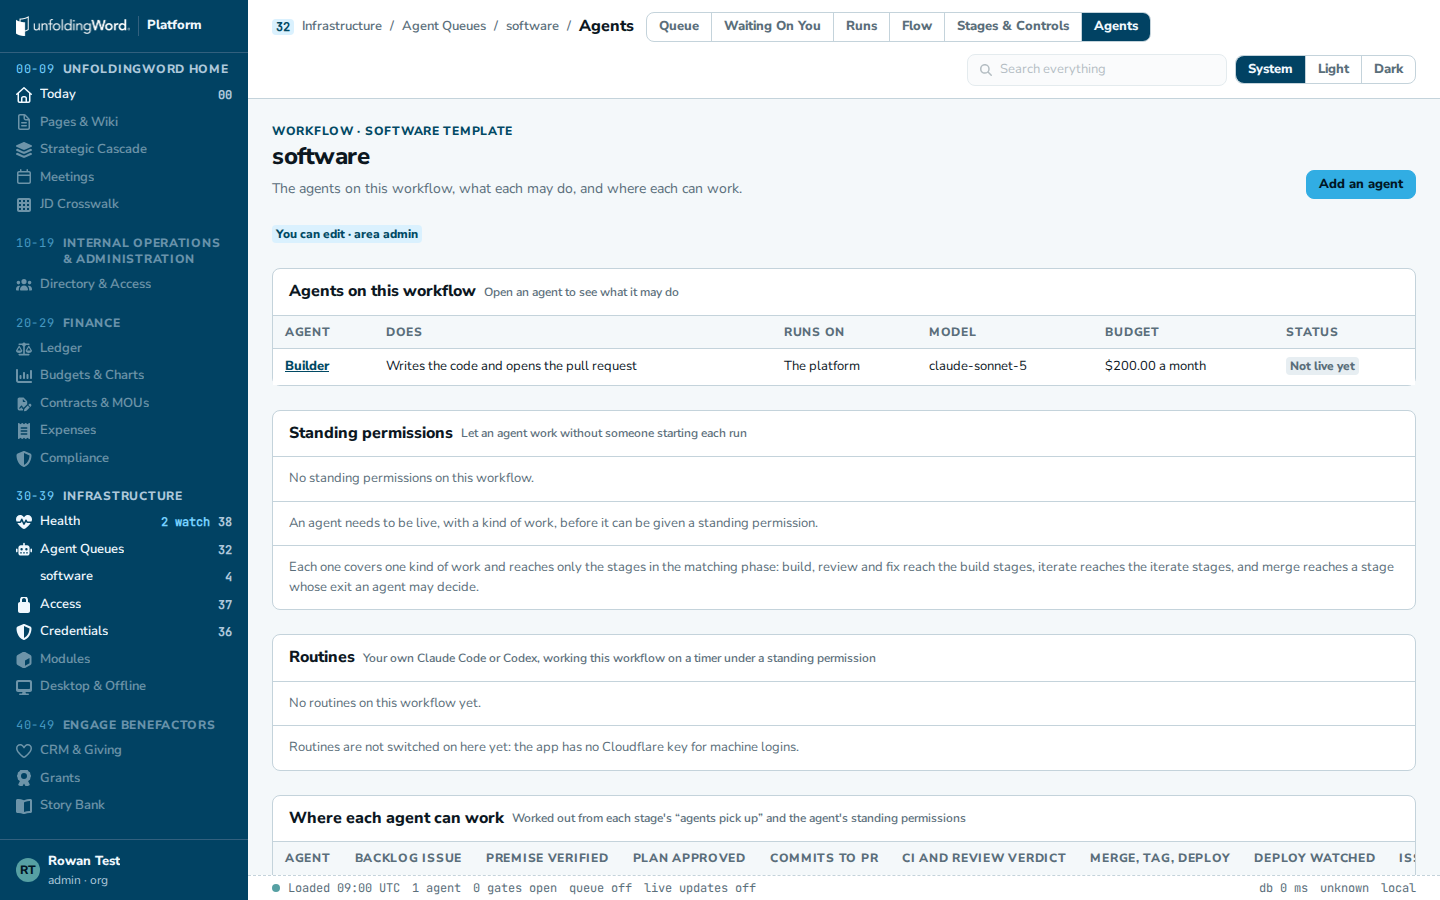 unfoldingWord Platform
00-09 UNFOLDINGWORD HOME
Today 00
Pages & Wiki
Strategic Cascade
Meetings
JD Crosswalk
10-19 INTERNAL OPERATIONS
& ADMINISTRATION
Directory & Access
20-29 FINANCE
Ledger
Budgets & Charts
Contracts & MOUs
Expenses
Compliance
30-39 INFRASTRUCTURE
Health 2 watch 38
Agent Queues 32
software 4
Access 37
Credentials 36
Modules
Desktop & Offline
40-49 ENGAGE BENEFACTORS
CRM & Giving
Grants
Story Bank
RT Rowan Test
admin · org
32 Infrastructure / Agent Queues / software / Agents
Queue Waiting On You Runs Flow Stages & Controls Agents
Search everything
System Light Dark
WORKFLOW · SOFTWARE TEMPLATE
software
The agents on this workflow, what each may do, and where each can work.
Add an agent
You can edit · area admin
Agents on this workflow Open an agent to see what it may do
AGENT DOES RUNS ON MODEL BUDGET STATUS
Builder Writes the code and opens the pull request The platform claude-sonnet-5 $200.00 a month Not live yet
Standing permissions Let an agent work without someone starting each run
No standing permissions on this workflow.
An agent needs to be live, with a kind of work, before it can be given a standing permission.
Each one covers one kind of work and reaches only the stages in the matching phase: build, review and fix reach the build stages, iterate reaches the iterate stages, and merge reaches a stage
whose exit an agent may decide.
Routines Your own Claude Code or Codex, working this workflow on a timer under a standing permission
No routines on this workflow yet.
Routines are not switched on here yet: the app has no Cloudflare key for machine logins.
Where each agent can work Worked out from each stage's “agents pick up” and the agent's standing permissions
AGENT BACKLOG ISSUE PREMISE VERIFIED PLAN APPROVED COMMITS TO PR CI AND REVIEW VERDICT MERGE, TAG, DEPLOY DEPLOY WATCHED
Loaded 09:00 UTC 1 agent 0 gates open queue off live updates off
db 0 ms unknown local